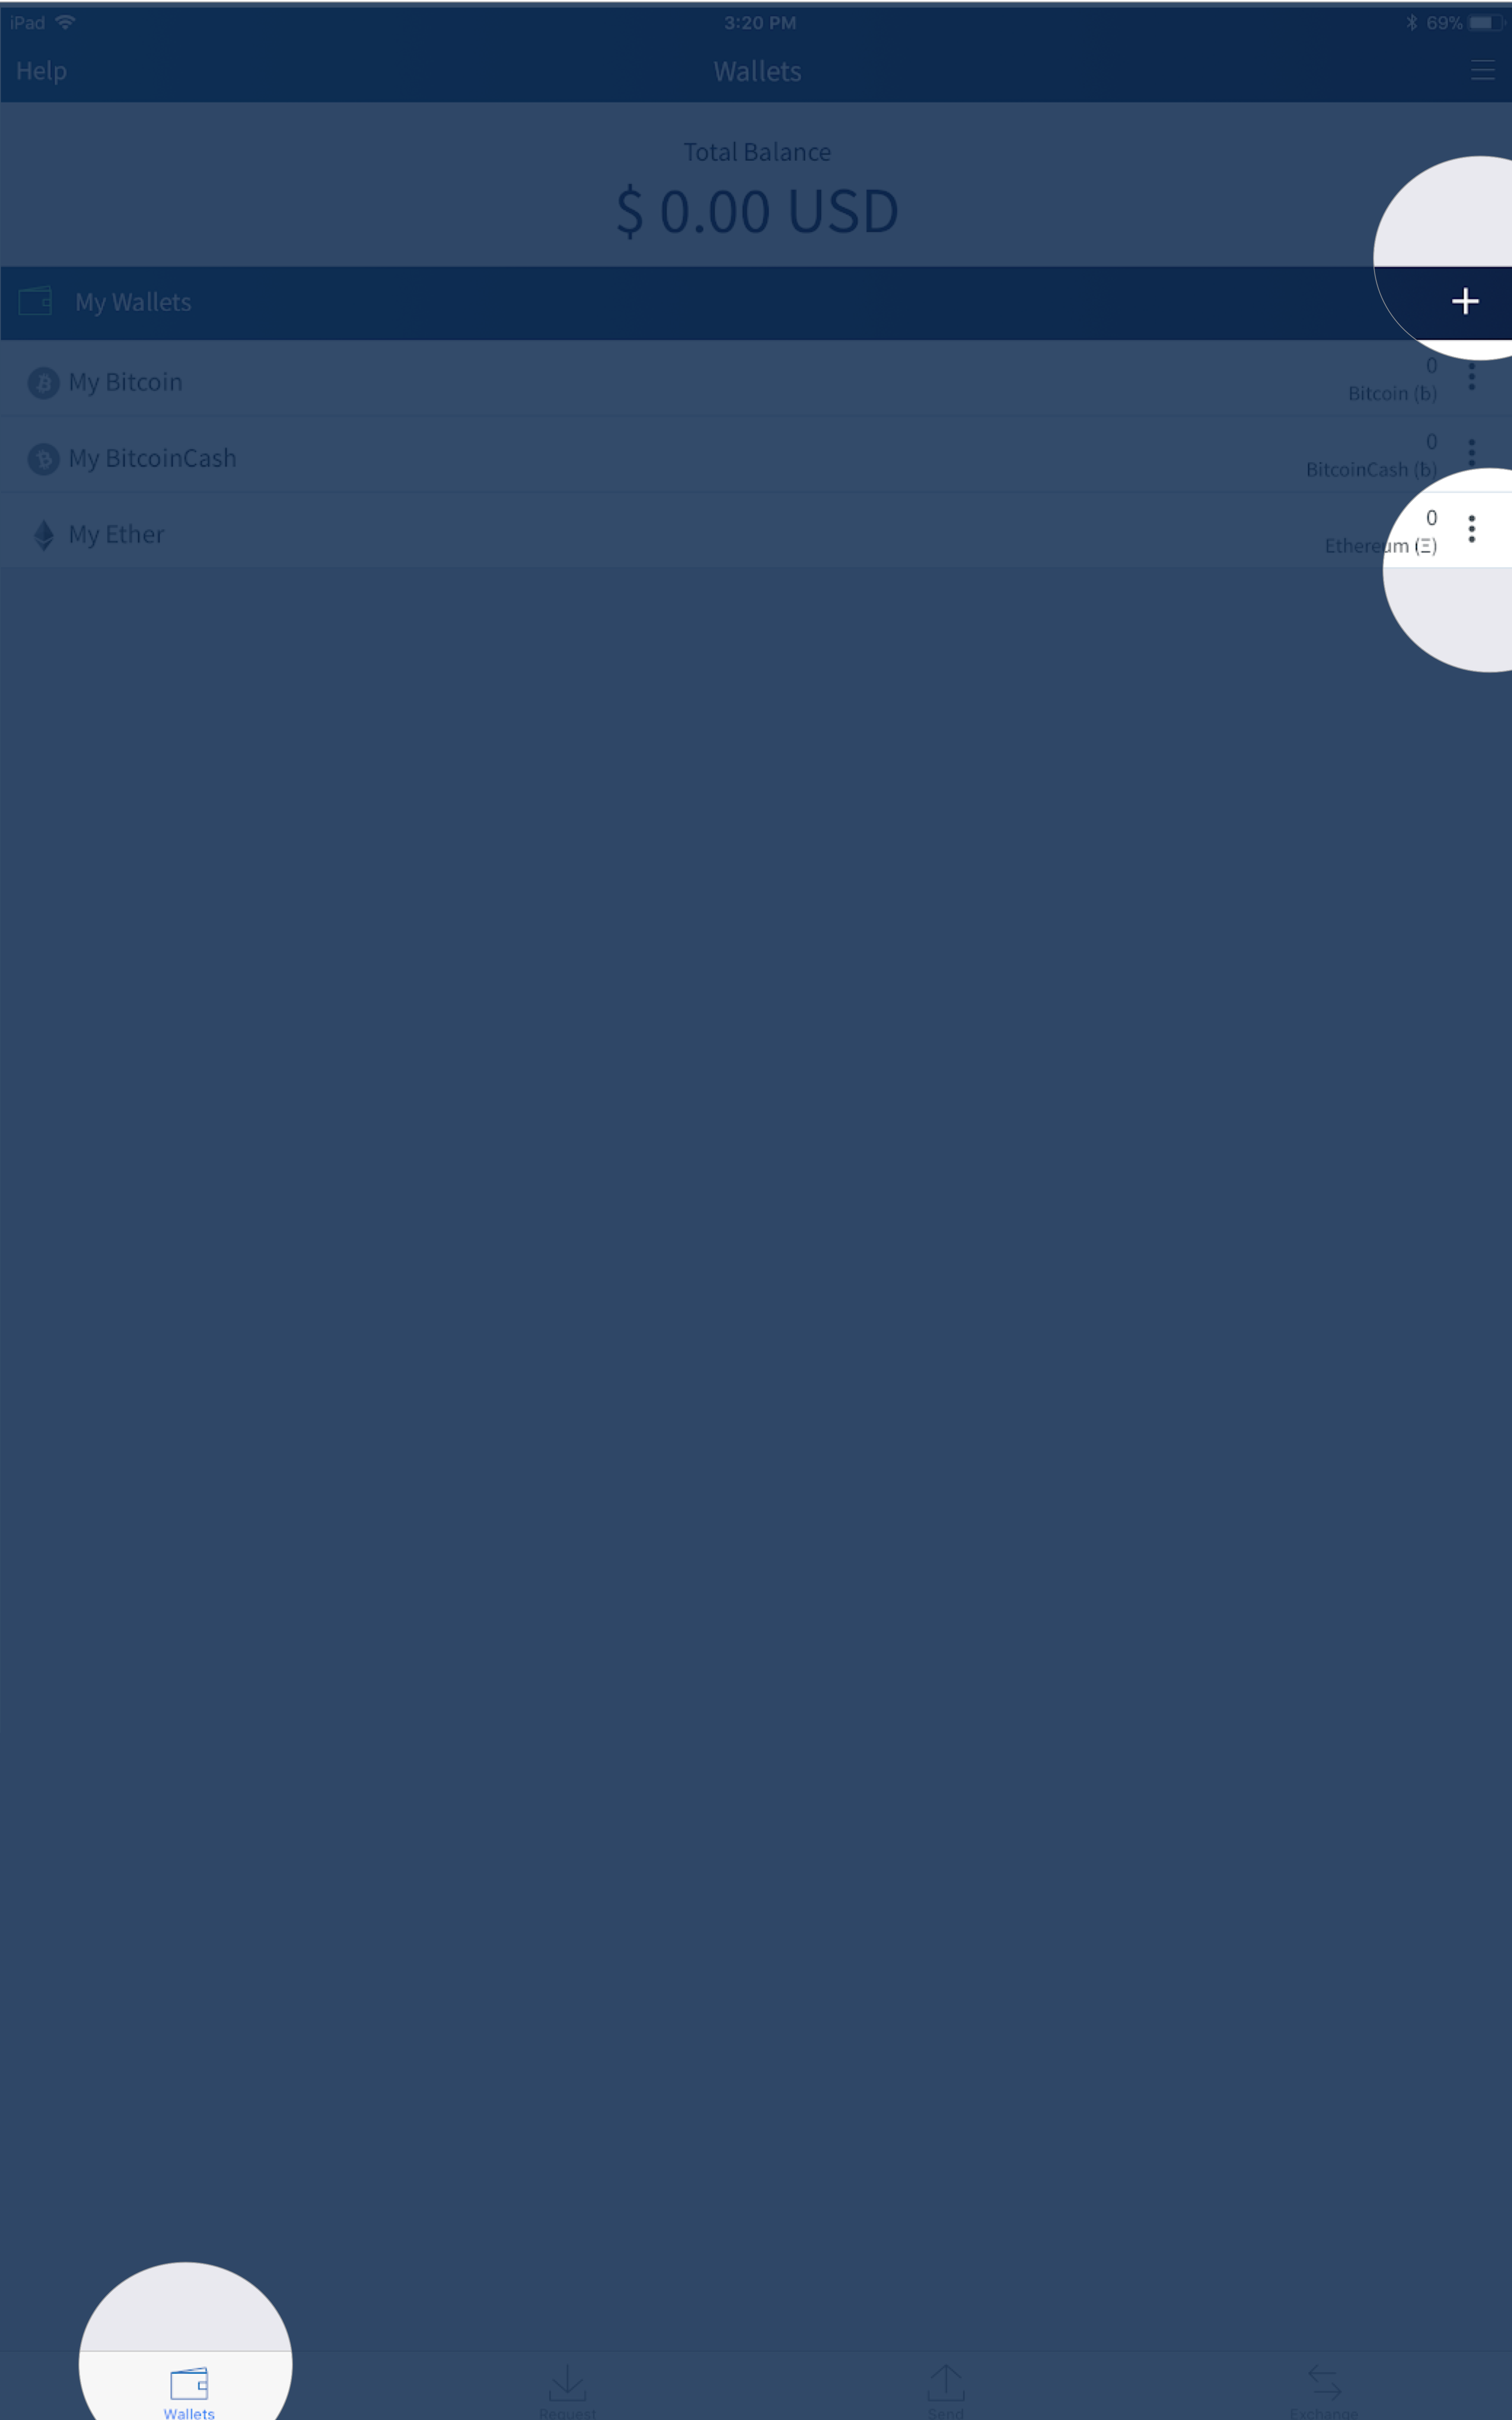 iPad 3:20 PM 69%
Help Wallets
Total Balance
$ 0.00 USD
My Wallets +
My Bitcoin 0
Bitcoin (ƀ)
My BitcoinCash 0
BitcoinCash (ƀ)
My Ether 0
Ethereum (Ξ)
Wallets Request Send Exchange